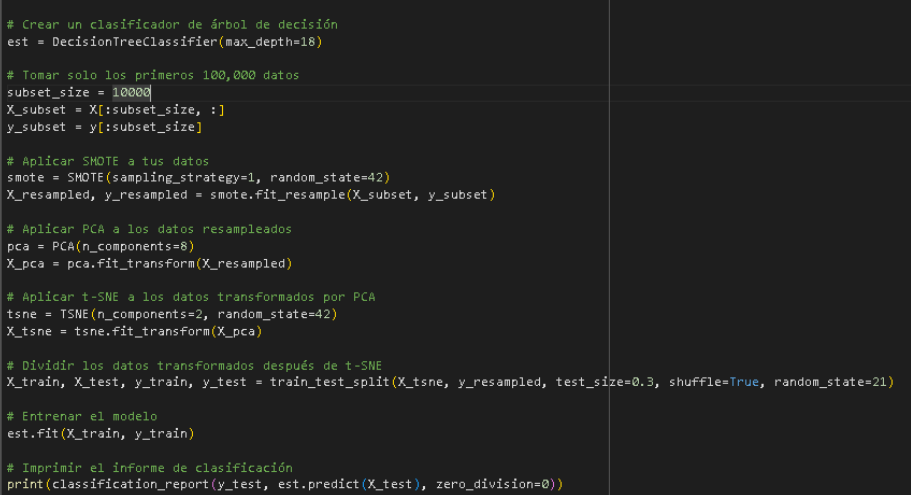 # Crear un clasificador de árbol de decisión
est = DecisionTreeClassifier(max_depth=18)
# Tomar solo los primeros 100,000 datos
subset_size = 10000
X_subset = X[:subset_size, :]
y_subset = y[:subset_size]
# Aplicar SMOTE a tus datos
smote = SMOTE(sampling_strategy=1, random_state=42)
X_resampled, y_resampled = smote.fit_resample(X_subset, y_subset)
# Aplicar PCA a los datos resampleados
pca = PCA(n_components=8)
X_pca = pca.fit_transform(X_resampled)
# Aplicar t-SNE a los datos transformados por PCA
tsne = TSNE(n_components=2, random_state=42)
X_tsne = tsne.fit_transform(X_pca)
# Dividir los datos transformados después de t-SNE
X_train, X_test, y_train, y_test = train_test_split(X_tsne, y_resampled, test_size=0.3, shuffle=True, random_state=21)
# Entrenar el modelo
est.fit(X_train, y_train)
# Imprimir el informe de clasificación
print(classification_report(y_test, est.predict(X_test), zero_division=0))